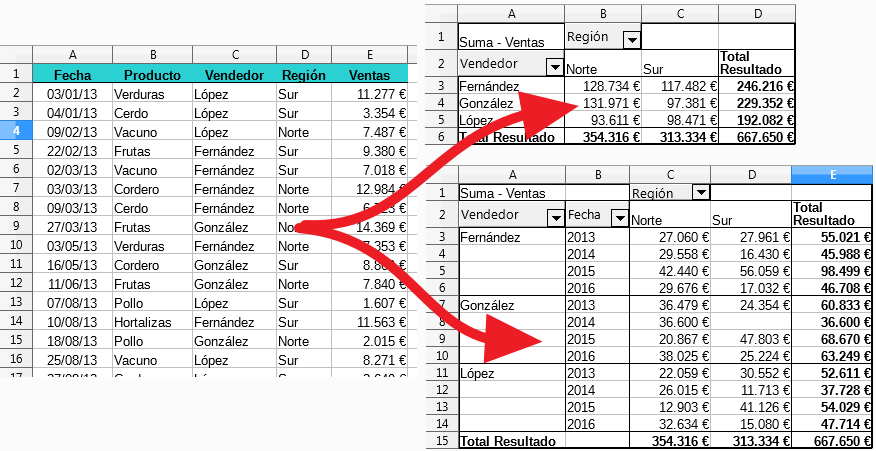 A B C D E
1 Fecha Producto Vendedor Región Ventas
2 03/01/13 Verduras López Sur 11.277 €
3 04/01/13 Cerdo López Sur 3.354 €
4 09/02/13 Vacuno López Norte 7.487 €
5 22/02/13 Frutas Fernández Sur 9.380 €
6 02/03/13 Vacuno Fernández Sur 7.018 €
7 03/03/13 Cordero Fernández Norte 12.984 €
8 09/03/13 Cerdo Fernández Norte
9 27/03/13 Frutas González 14.369 €
10 03/05/13 Verduras Fernández Norte
11 16/05/13 Cordero González Sur
12 11/06/13 Frutas González Norte 7.840 €
13 07/08/13 Pollo López Sur 1.607 €
14 10/08/13 Hortalizas Fernández Sur 11.563 €
15 18/08/13 Pollo González Norte 2.015 €
16 25/08/13 Vacuno López Sur 8.271 €
A B C D
1 Suma - Ventas Región
2 Vendedor Norte Sur Total Resultado
3 Fernández 128.734 € 117.482 € 246.216 €
4 González 131.971 € 97.381 € 229.352 €
5 López 93.611 € 98.471 € 192.082 €
6 Total Resultado 354.316 € 313.334 € 667.650 €
A B C D E
1 Suma - Ventas Región
2 Vendedor Fecha Norte Sur Total Resultado
3 Fernández 2013 27.060 € 27.961 € 55.021 €
4 2014 29.558 € 16.430 € 45.988 €
5 2015 42.440 € 56.059 € 98.499 €
6 2016 29.676 € 17.032 € 46.708 €
7 González 2013 36.479 € 24.354 € 60.833 €
8 2014 36.600 € 36.600 €
9 2015 20.867 € 47.803 € 68.670 €
10 2016 38.025 € 25.224 € 63.249 €
11 López 2013 22.059 € 30.552 € 52.611 €
12 2014 26.015 € 11.713 € 37.728 €
13 2015 12.903 € 41.126 € 54.029 €
14 2016 32.634 € 15.080 € 47.714 €
15 Total Resultado 354.316 € 313.334 € 667.650 €